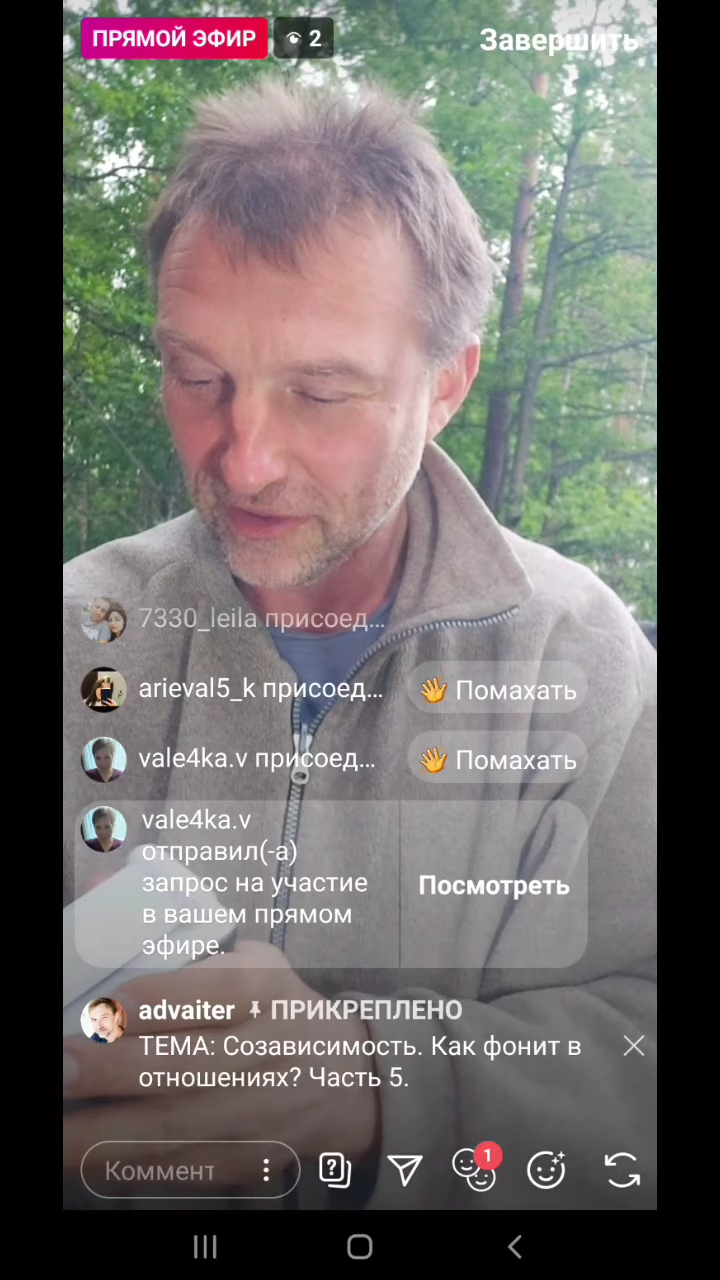 ПРЯМОЙ ЭФИР 2 Завершить
7330_leila присоед...
arieval5_k присоед... 👋 Помахать
vale4ka.v присоед... 👋 Помахать
vale4ka.v
отправил(-а)
запрос на участие
в вашем прямом
эфире.
Посмотреть
advaiter ПРИКРЕПЛЕНО
ТЕМА: Созависимость. Как фонит в
отношениях? Часть 5.
Коммент
1